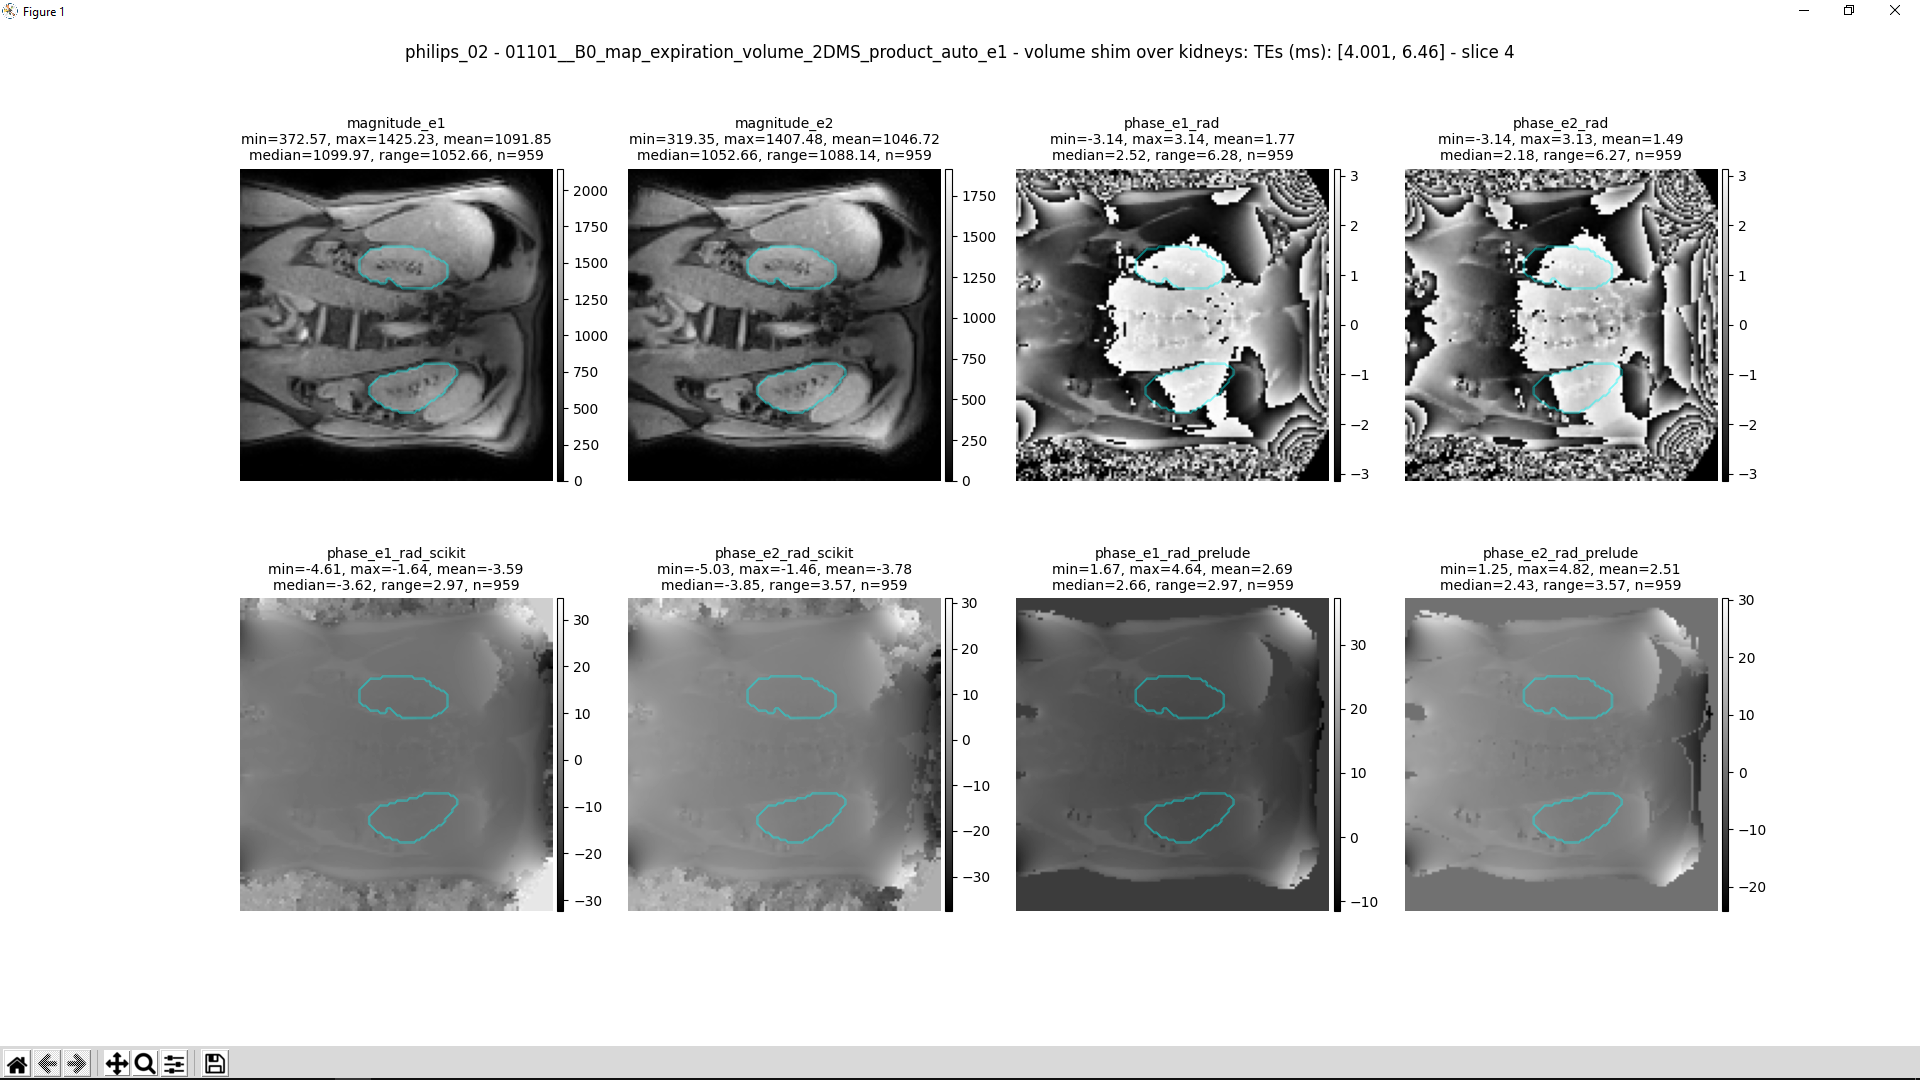 Figure 1
philips_02 - 01101__B0_map_expiration_volume_2DMS_product_auto_e1 - volume shim over kidneys: TEs (ms): [4.001, 6.46] - slice 4
magnitude_e1
min=372.57, max=1425.23, mean=1091.85
median=1099.97, range=1052.66, n=959
2000
1750
1500
1250
1000
750
500
250
0
magnitude_e2
min=319.35, max=1407.48, mean=1046.72
median=1052.66, range=1088.14, n=959
1750
1500
1250
1000
750
500
250
0
phase_e1_rad
min=-3.14, max=3.14, mean=1.77
median=2.52, range=6.28, n=959
3
2
1
0
−1
−2
−3
phase_e2_rad
min=-3.14, max=3.13, mean=1.49
median=2.18, range=6.27, n=959
3
2
1
0
−1
−2
−3
phase_e1_rad_scikit
min=-4.61, max=-1.64, mean=-3.59
median=-3.62, range=2.97, n=959
30
20
10
0
−10
−20
−30
phase_e2_rad_scikit
min=-5.03, max=-1.46, mean=-3.78
median=-3.85, range=3.57, n=959
30
20
10
0
−10
−20
−30
phase_e1_rad_prelude
min=1.67, max=4.64, mean=2.69
median=2.66, range=2.97, n=959
30
20
10
0
−10
phase_e2_rad_prelude
min=1.25, max=4.82, mean=2.51
median=2.43, range=3.57, n=959
30
20
10
0
−10
−20